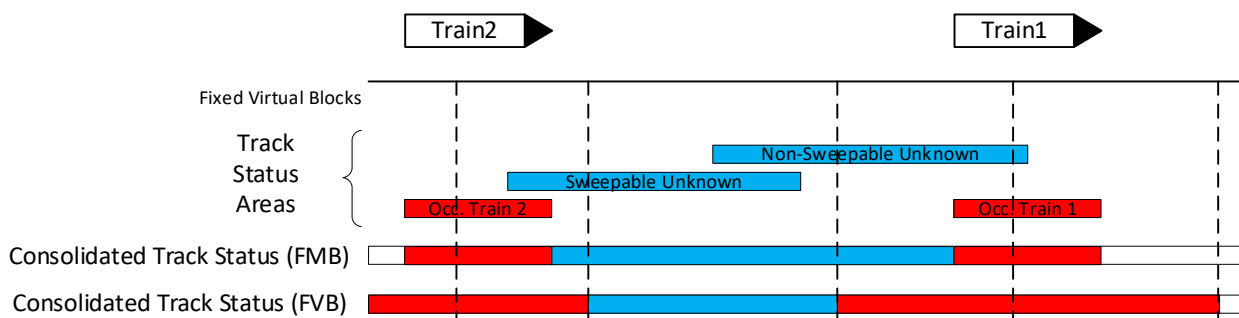 Train2
Train1
Fixed Virtual Blocks
Track
Status
Areas
Non-Sweepable Unknown
Sweepable Unknown
Occ. Train 2
Occ. Train 1
Consolidated Track Status (FMB)
Consolidated Track Status (FVB)